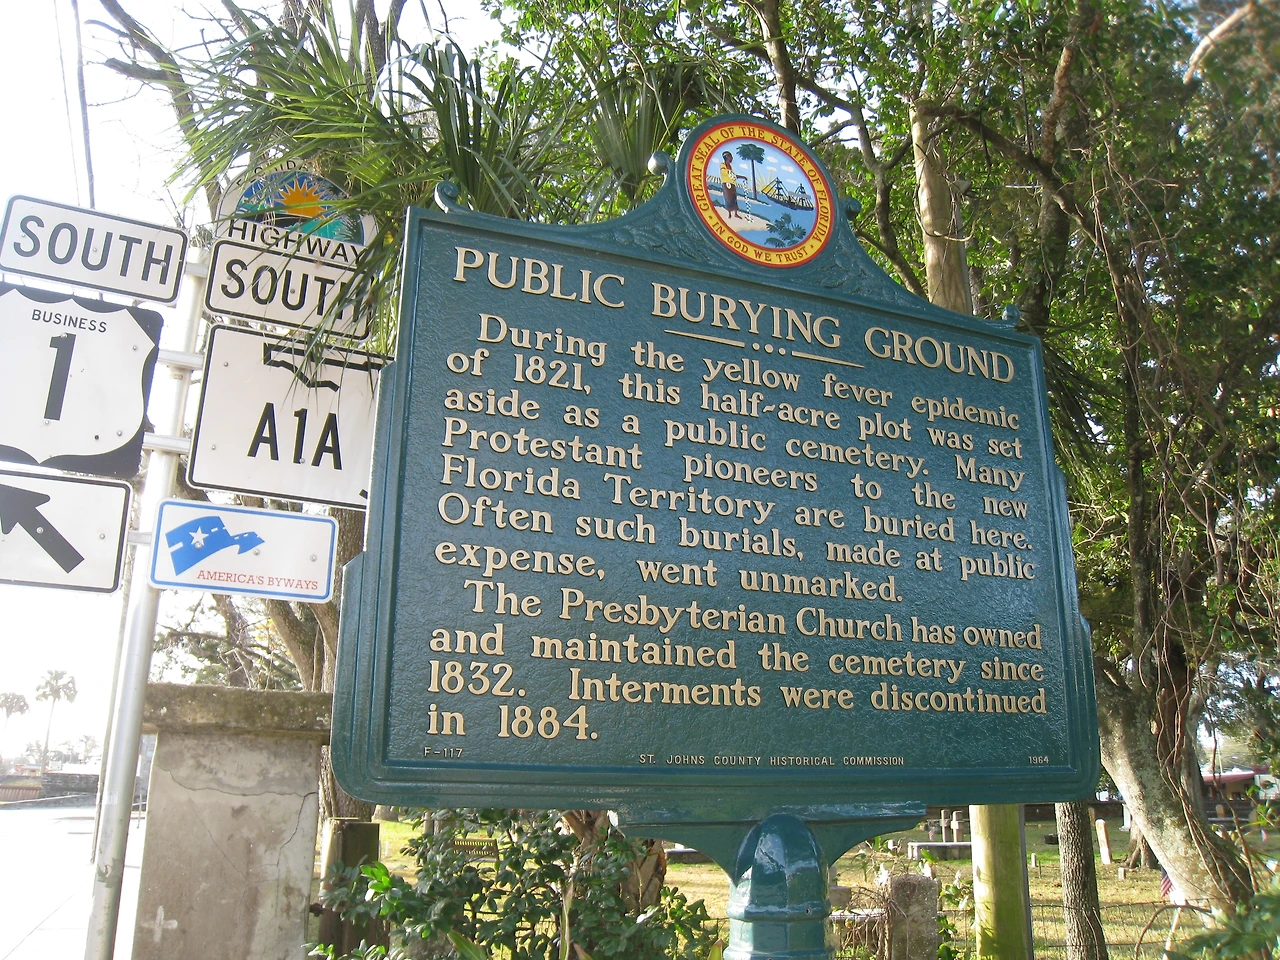 SOUTH
BUSINESS
1
HIGHWAY
SOUTH
A1A
AMERICA'S BYWAYS
GREAT SEAL OF THE STATE OF FLORIDA
IN GOD WE TRUST
PUBLIC BURYING GROUND
During the yellow fever epidemic
of 1821, this half-acre plot was set
aside as a public cemetery. Many
Protestant pioneers to the new
Florida Territory are buried here.
Often such burials, made at public
expense, went unmarked.
The Presbyterian Church has owned
and maintained the cemetery since
1832. Interments were discontinued
in 1884.
F-117
ST. JOHNS COUNTY HISTORICAL COMMISSION
1964